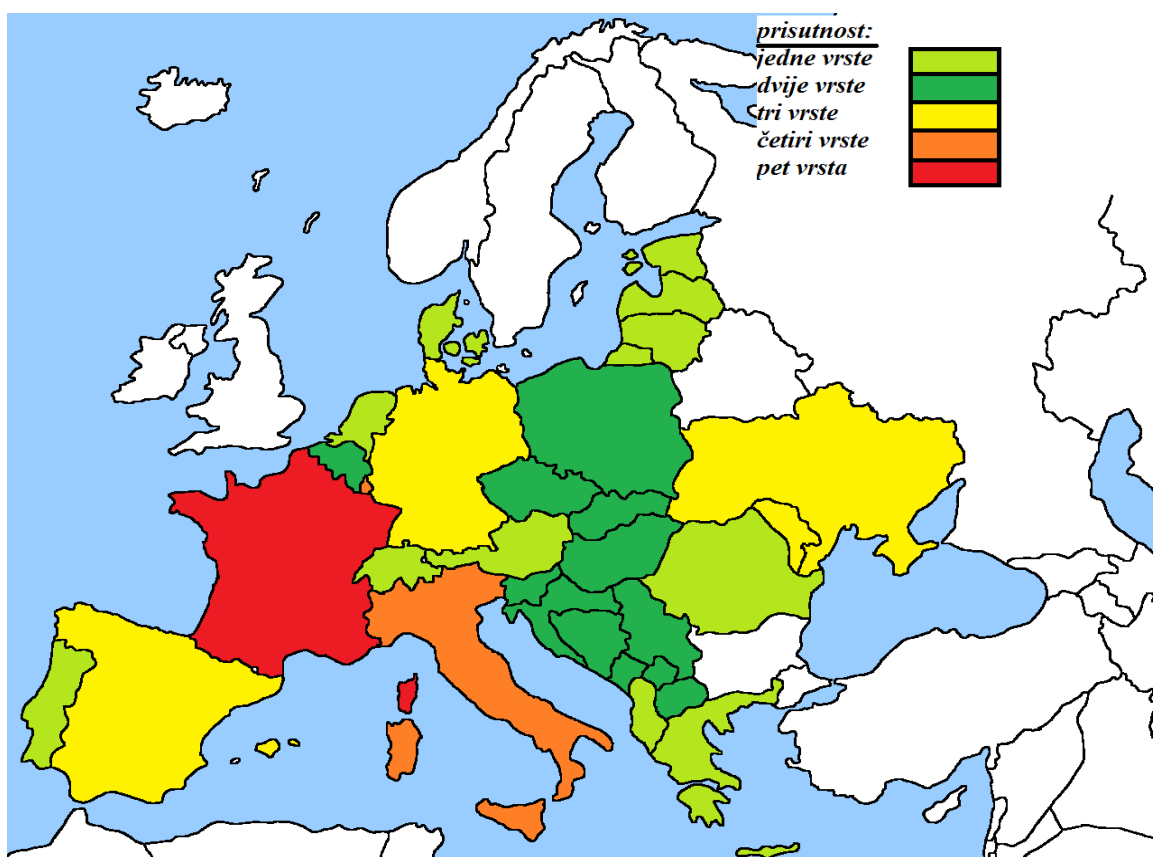 prisutnost:
jedne vrste
dvije vrste
tri vrste
četiri vrste
pet vrsta